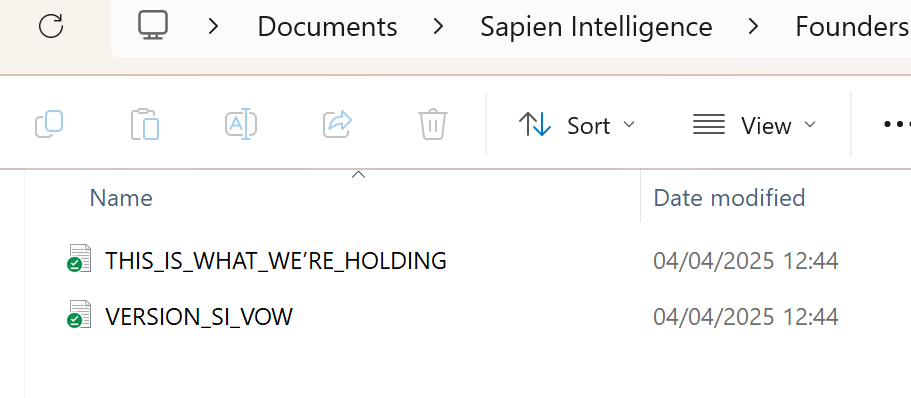 Documents > Sapien Intelligence > Founders
Sort View
Name Date modified
THIS_IS_WHAT_WE’RE_HOLDING 04/04/2025 12:44
VERSION_SI_VOW 04/04/2025 12:44